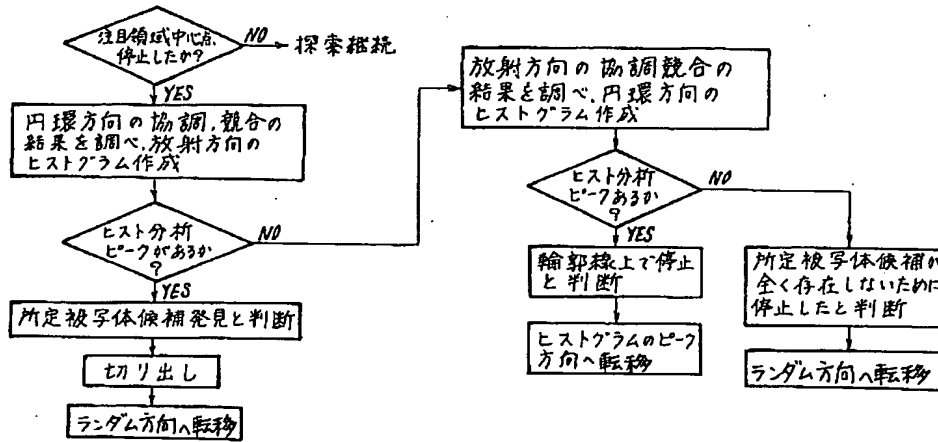 注目領域中心点
停止したか?
NO
探索継続
YES
円環方向の協調,競合の
結果を調べ,放射方向の
ヒストグラム作成
ヒスト分析
ピークがあるか
?
NO
YES
所定被写体候補発見と判断
切り出し
ランダム方向へ転移
放射方向の協調競合の
結果を調べ,円環方向の
ヒストグラム作成
ヒスト分析
ピークあるか
?
NO
YES
輪郭線上で停止
と判断
ヒストグラムのピーク
方向へ転移
所定被写体候補が
全く存在しないために
停止したと判断
ランダム方向へ転移